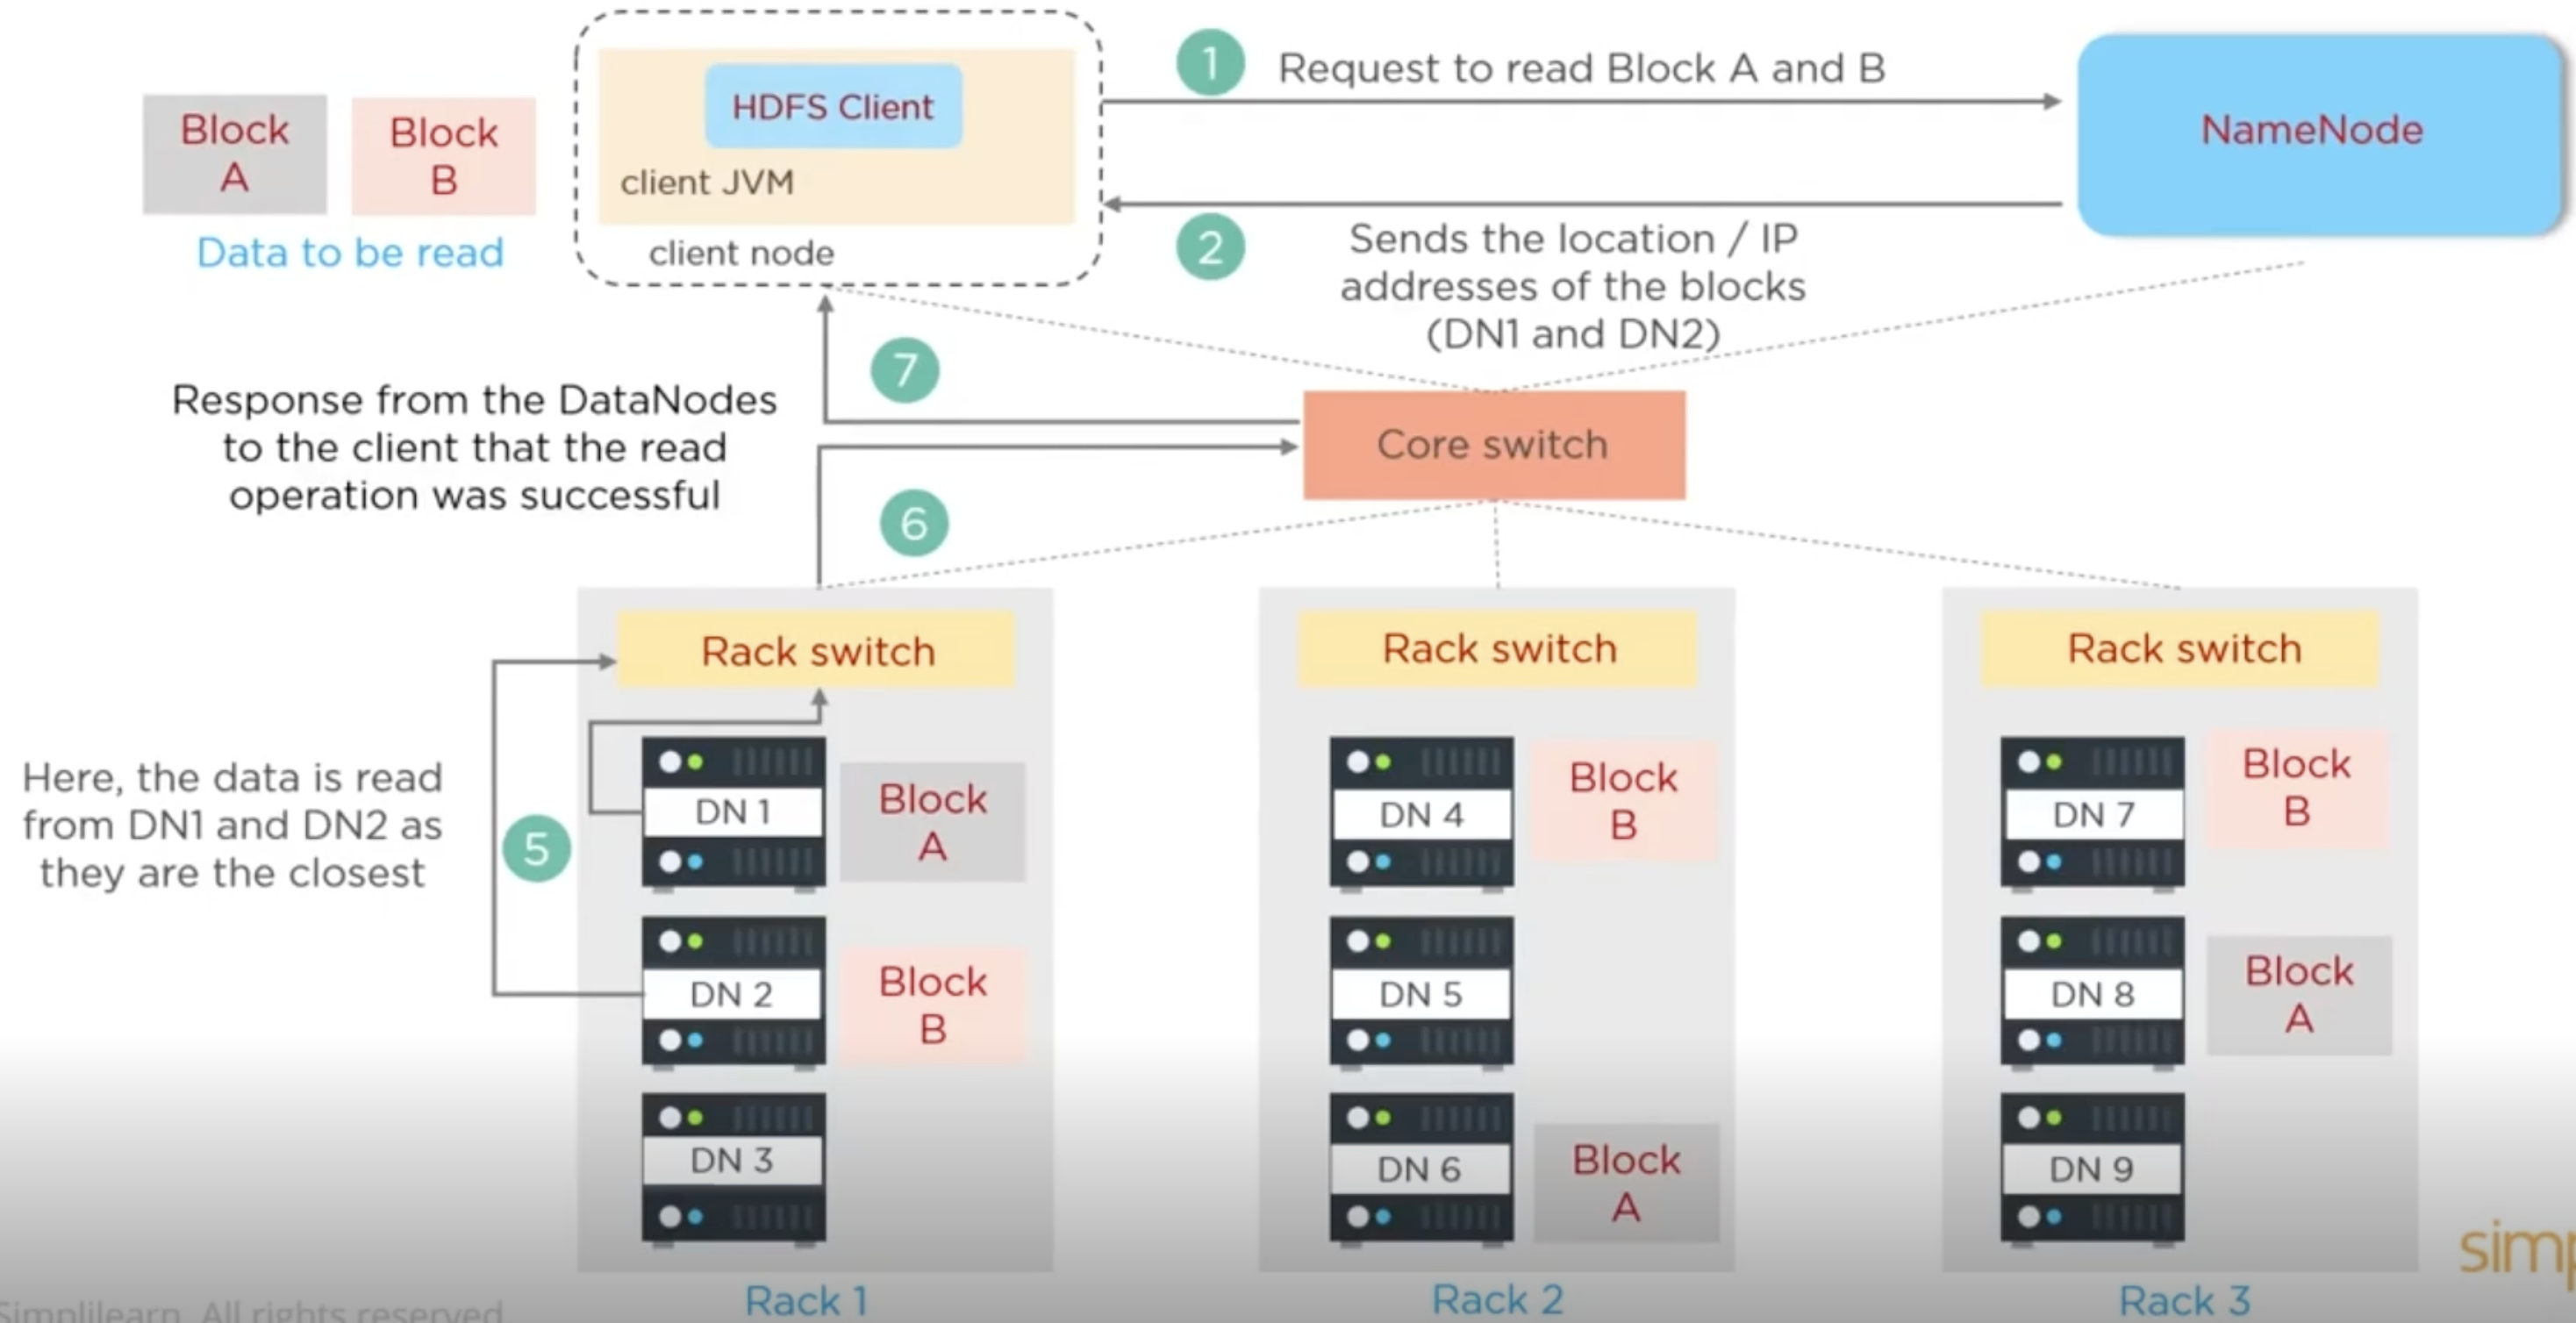 1
Request to read Block A and B
HDFS Client
NameNode
Block
A
Block
B
client JVM
Data to be read
client node
2
Sends the location / IP
addresses of the blocks
(DN1 and DN2)
7
Response from the DataNodes
to the client that the read
operation was successful
Core switch
6
Rack switch
Rack switch
Rack switch
Here, the data is read
from DN1 and DN2 as
they are the closest
5
DN 1
Block
A
DN 2
Block
B
DN 3
DN 4
Block
B
DN 5
DN 6
Block
A
DN 7
Block
B
DN 8
Block
A
DN 9
Rack 1
Rack 2
Rack 3
simp
Simplilearn. All rights reserved